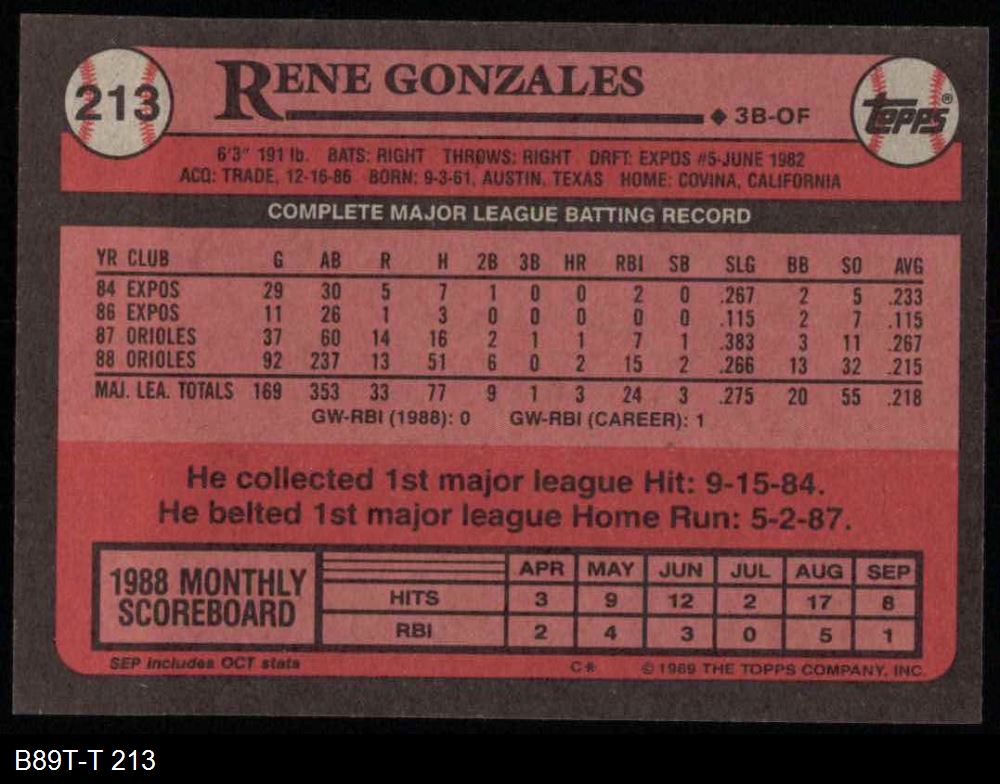 213
RENE GONZALES
3B-OF
TOPPS®
6'3" 191 lb. BATS: RIGHT THROWS: RIGHT DRFT: EXPOS #5-JUNE 1982
ACQ: TRADE, 12-16-86 BORN: 9-3-61, AUSTIN, TEXAS HOME: COVINA, CALIFORNIA
COMPLETE MAJOR LEAGUE BATTING RECORD
YR CLUB G AB R H 2B 3B HR RBI SB SLG BB SO AVG
84 EXPOS 29 30 5 7 1 0 0 2 0 .267 2 5 .233
86 EXPOS 11 26 1 3 0 0 0 0 0 .115 2 7 .115
87 ORIOLES 37 60 14 16 2 1 1 7 1 .383 3 11 .267
88 ORIOLES 92 237 13 51 6 0 2 15 2 .266 13 32 .215
MAJ. LEA. TOTALS 169 353 33 77 9 1 3 24 3 .275 20 55 .218
GW-RBI (1988): 0 GW-RBI (CAREER): 1
He collected 1st major league Hit: 9-15-84.
He belted 1st major league Home Run: 5-2-87.
1988 MONTHLY
SCOREBOARD
APR MAY JUN JUL AUG SEP
HITS 3 9 12 2 17 8
RBI 2 4 3 0 5 1
SEP includes OCT stats
C* © 1989 THE TOPPS COMPANY, INC.
B89T-T 213